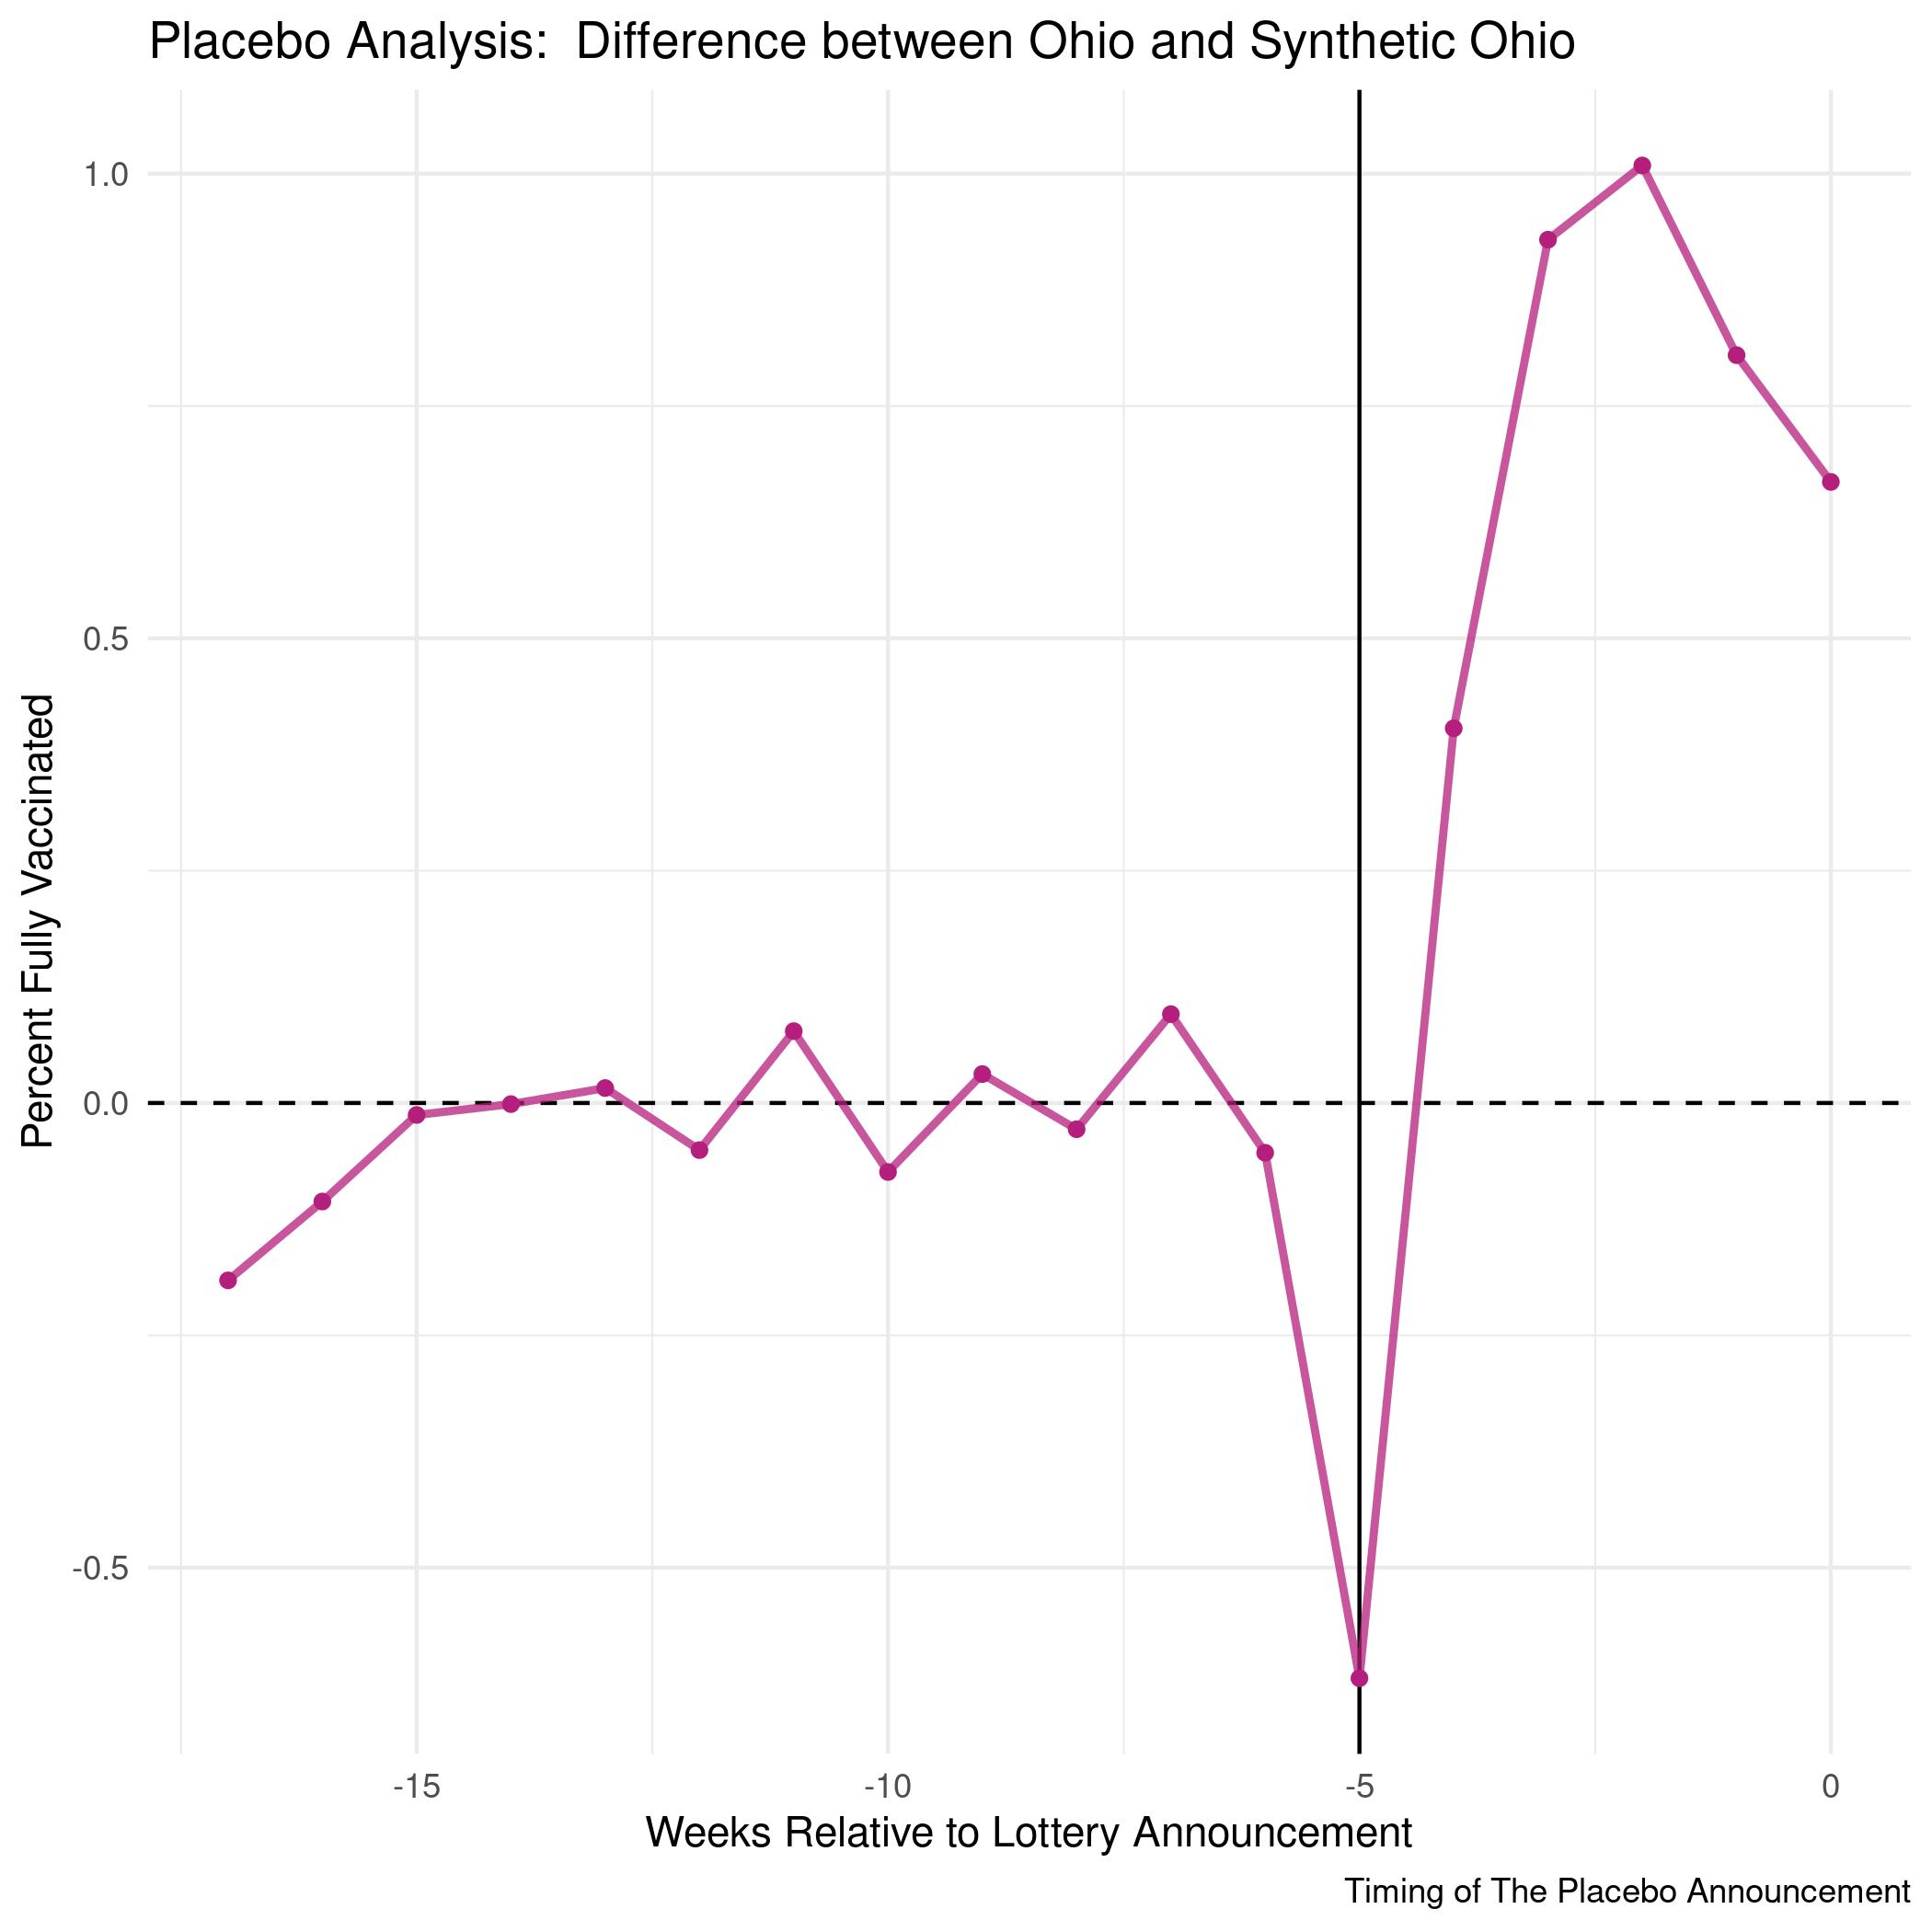 Placebo Analysis:  Difference between Ohio and Synthetic Ohio
Percent Fully Vaccinated
1.0
0.5
0.0
-0.5
-15
-10
-5
0
Weeks Relative to Lottery Announcement
Timing of The Placebo Announcement